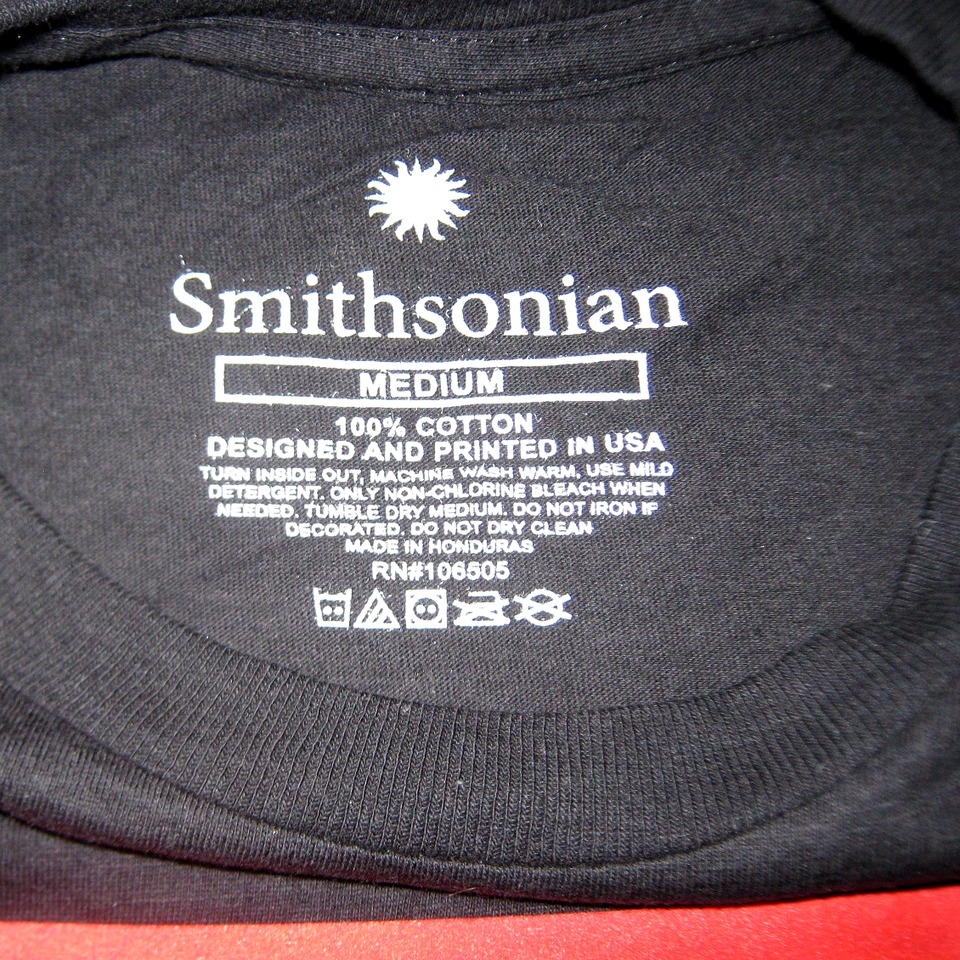 Smithsonian
MEDIUM
100% COTTON
DESIGNED AND PRINTED IN USA
TURN INSIDE OUT, MACHINE WASH WARM, USE MILD
DETERGENT. ONLY NON-CHLORINE BLEACH WHEN
NEEDED. TUMBLE DRY MEDIUM. DO NOT IRON IF
DECORATED. DO NOT DRY CLEAN
MADE IN HONDURAS
RN#106505